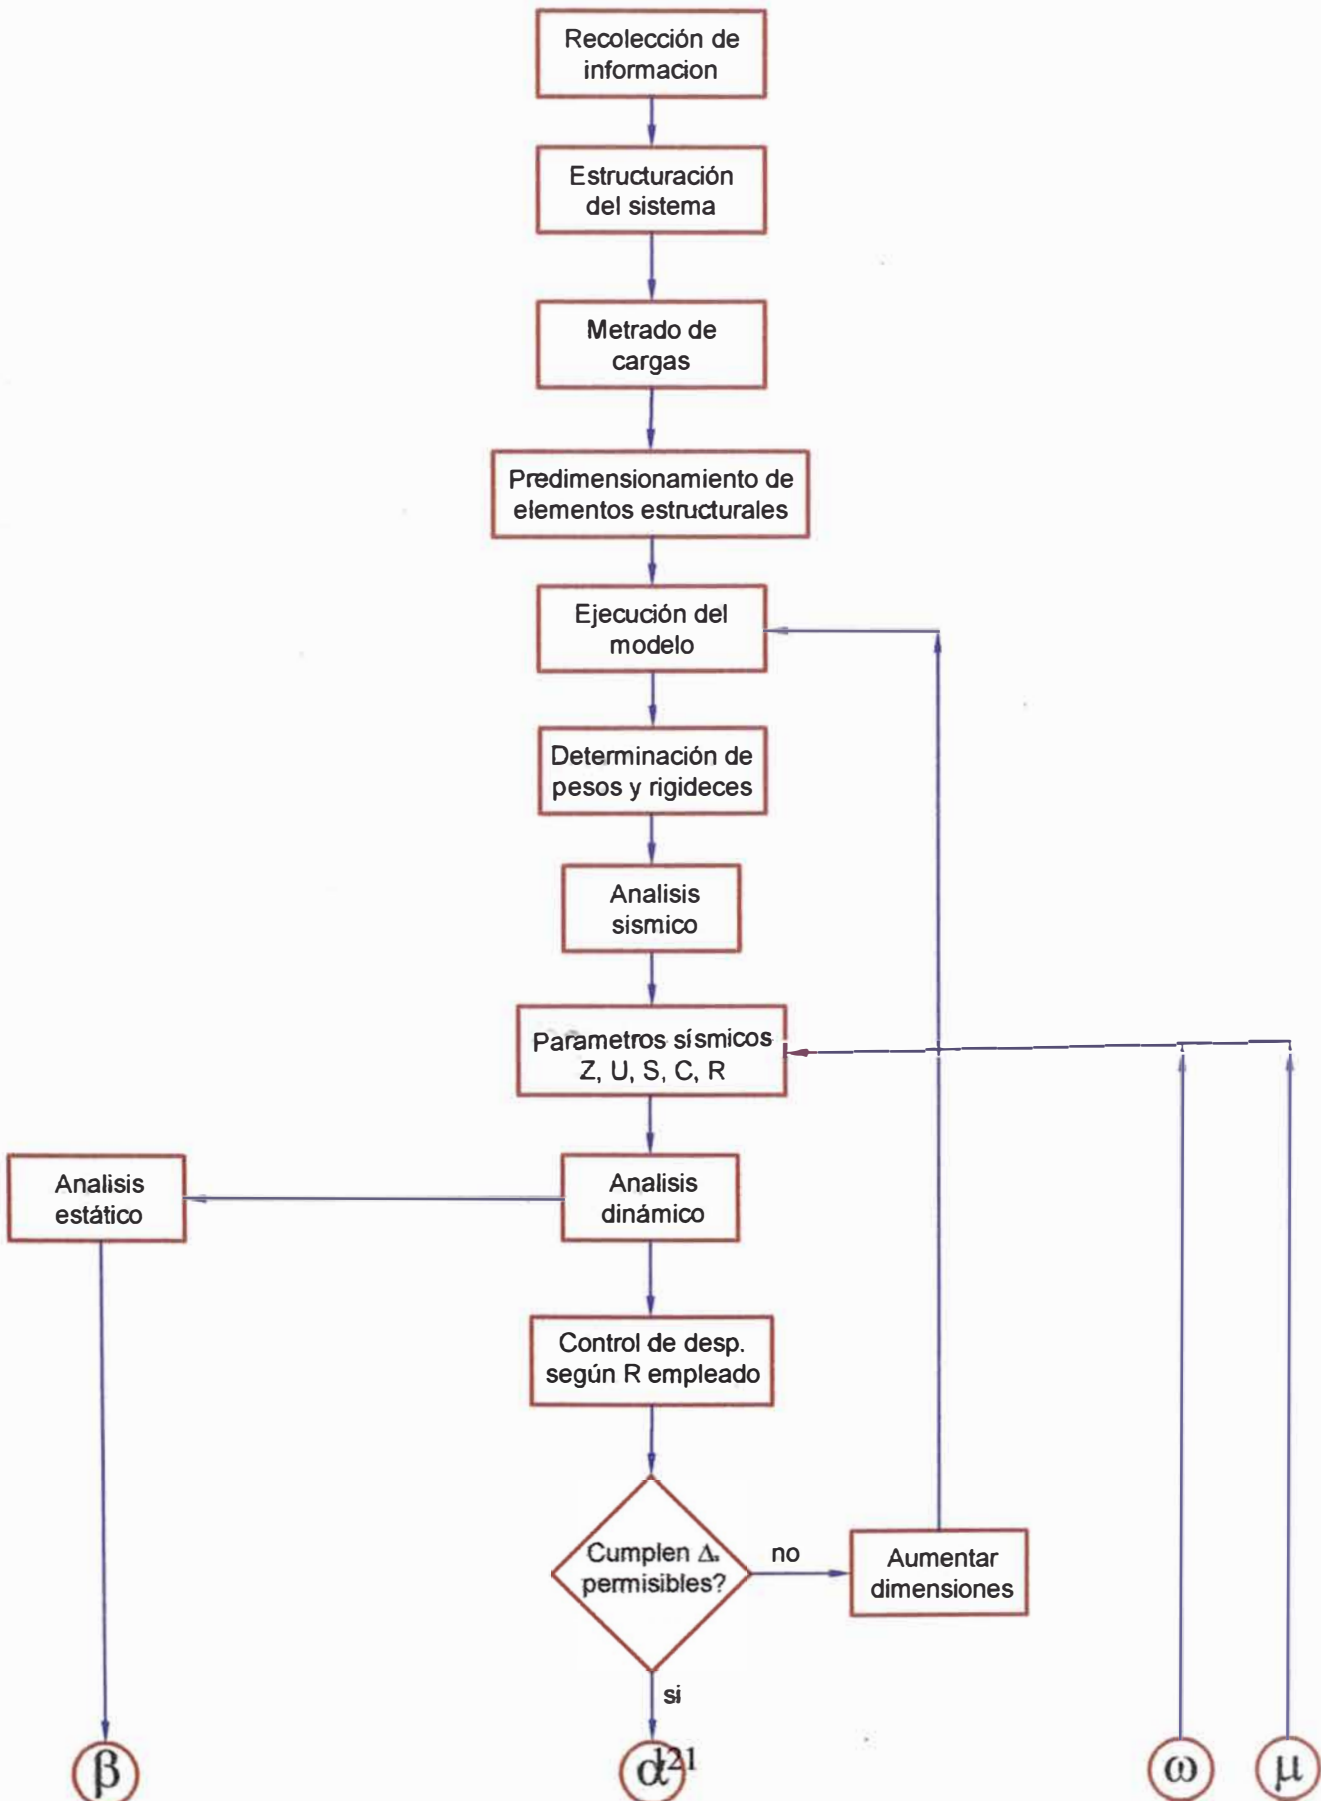 Recolección de
informacion
Estructuración
del sistema
Metrado de
cargas
Predimensionamiento de
elementos estructurales
Ejecución del
modelo
Determinación de
pesos y rigideces
Analisis
sismico
Parametros sísmicos
Z, U, S, C, R
Analisis
estático
Analisis
dinámico
Control de desp.
según R empleado
Cumplen Δs
permisibles?
no
Aumentar
dimensiones
si
β
α
121
ω
μ